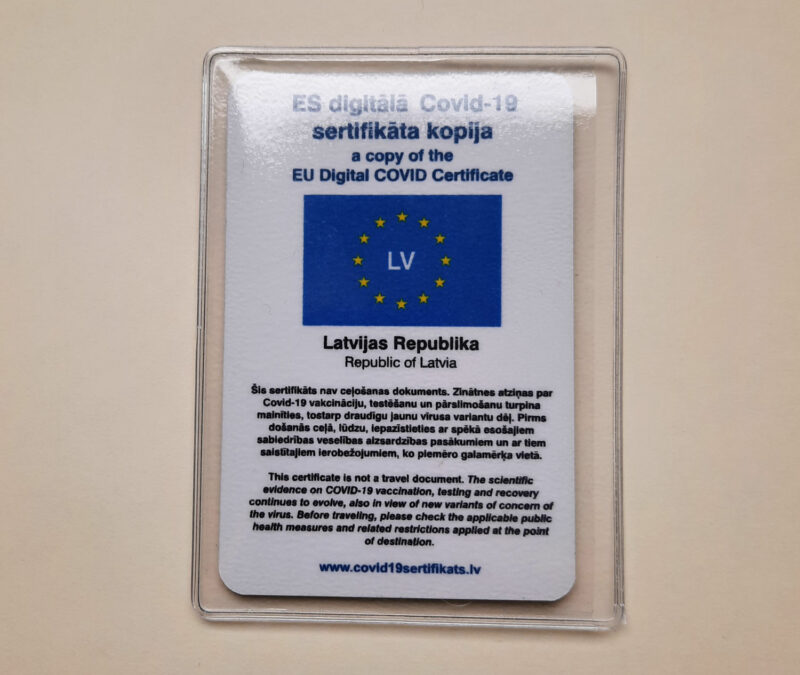 ES digitālā Covid-19
sertifikāta kopija
a copy of the
EU Digital COVID Certificate
LV
Latvijas Republika
Republic of Latvia
Šis sertifikāts nav ceļošanas dokuments. Zinātnes atziņas par
Covid-19 vakcināciju, testēšanu un pārslimošanu turpina
mainīties, tostarp draudīgu jaunu vīrusa variantu dēļ. Pirms
došanās ceļā, lūdzu, iepazīstieties ar spēkā esošajiem
sabiedrības veselības aizsardzības pasākumiem un ar tiem
saistītajiem ierobežojumiem, ko piemēro galamērķa vietā.
This certificate is not a travel document. The scientific
evidence on COVID-19 vaccination, testing and recovery
continues to evolve, also in view of new variants of concern of
the virus. Before traveling, please check the applicable public
health measures and related restrictions applied at the point
of destination.
www.covid19sertifikats.lv